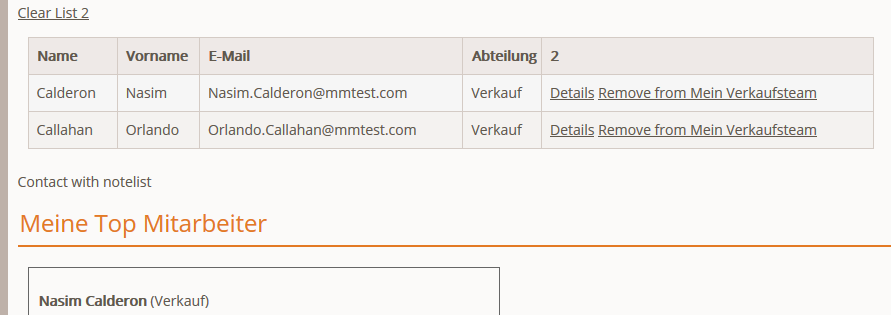 Clear List 2
Name Vorname E-Mail Abteilung 2
Calderon Nasim Nasim.Calderon@mmtest.com Verkauf Details Remove from Mein Verkaufsteam
Callahan Orlando Orlando.Callahan@mmtest.com Verkauf Details Remove from Mein Verkaufsteam
Contact with notelist
Meine Top Mitarbeiter
Nasim Calderon (Verkauf)